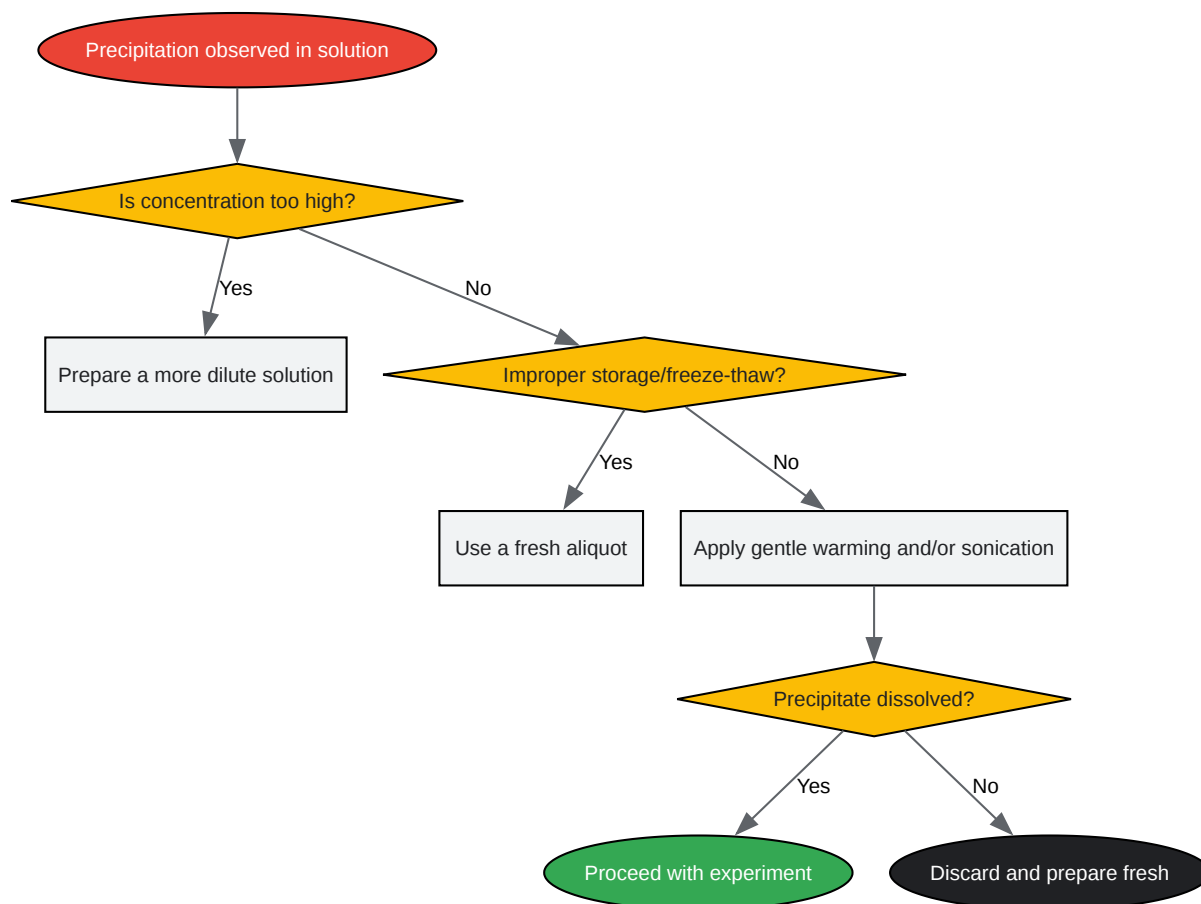 Precipitation observed in solution
Is concentration too high?
Yes
No
Prepare a more dilute solution
Improper storage/freeze-thaw?
Yes
No
Use a fresh aliquot
Apply gentle warming and/or sonication
Precipitate dissolved?
Yes
No
Proceed with experiment
Discard and prepare fresh